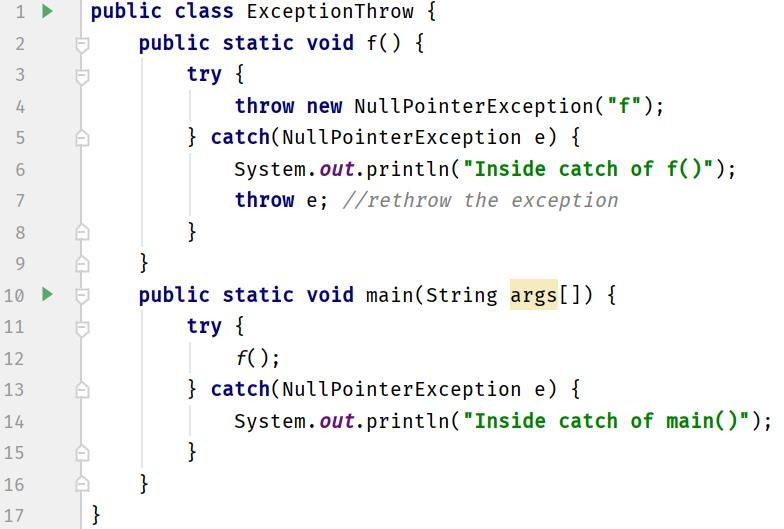 1 public class ExceptionThrow {
2     public static void f() {
3         try {
4             throw new NullPointerException("f");
5         } catch(NullPointerException e) {
6             System.out.println("Inside catch of f()");
7             throw e; //rethrow the exception
8         }
9     }
10     public static void main(String args[]) {
11         try {
12             f();
13         } catch(NullPointerException e) {
14             System.out.println("Inside catch of main()");
15         }
16     }
17 }